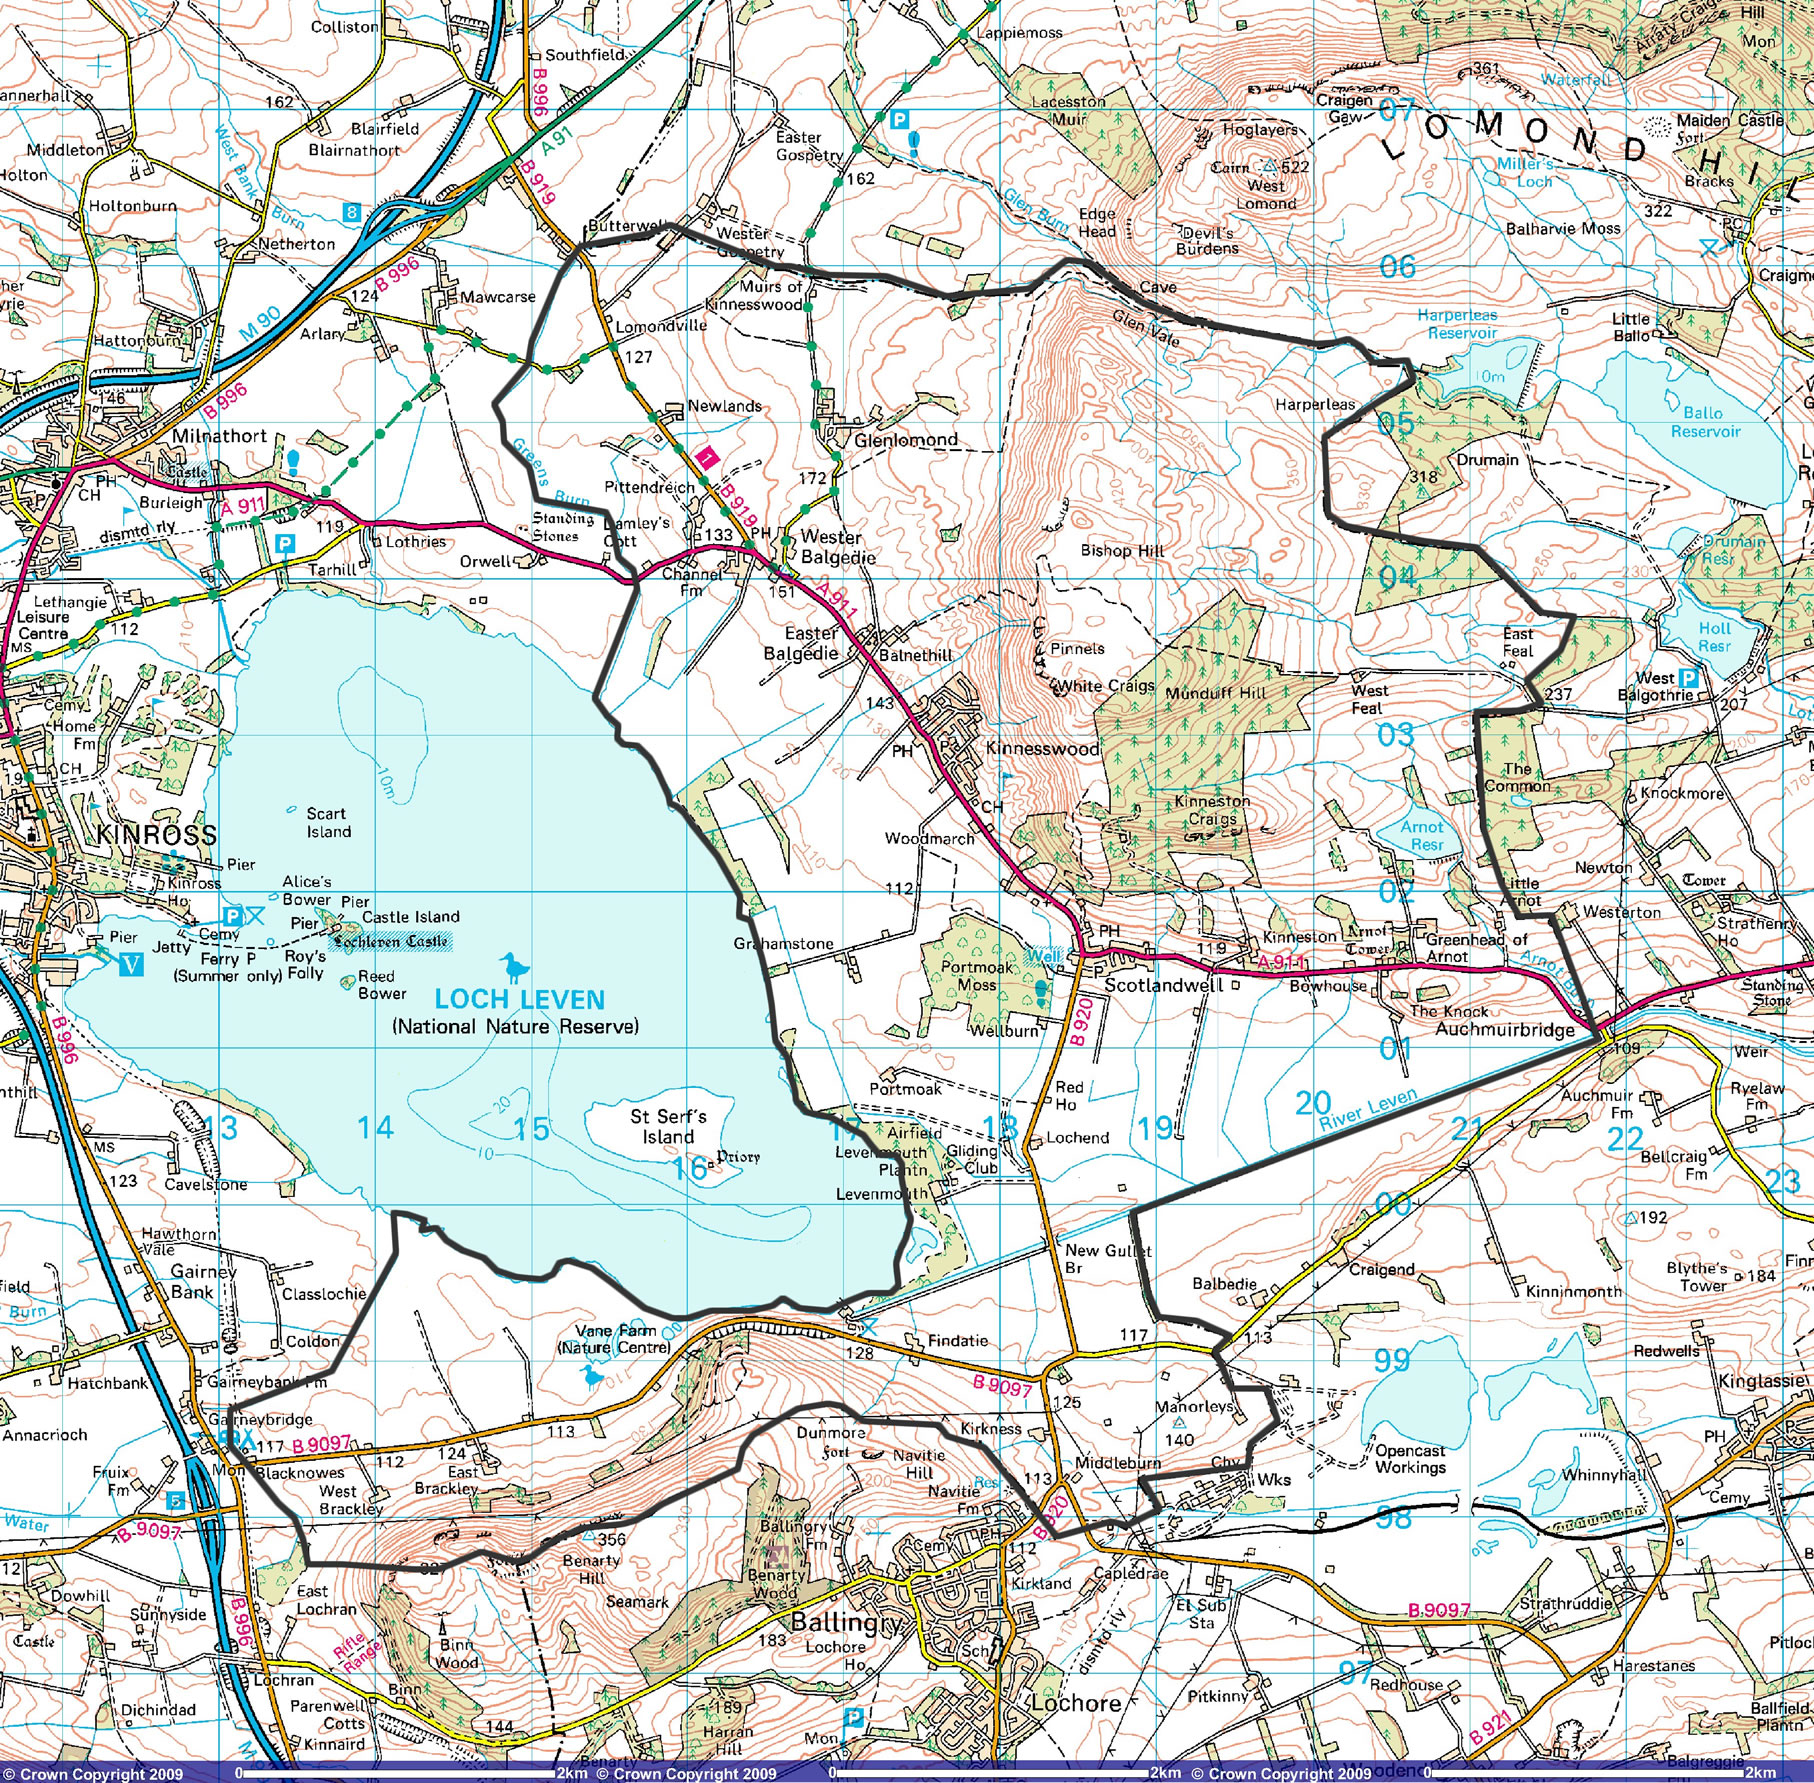 Colliston
Southfield
Lappiemoss
Hill
Mon
annerhall
162
B 996
A 91
Blairfield
Blairnathort
Lacesston
Muir
361
Waterfall
Craigen
Gaw
07
LOMOND HIL
Maiden Castle
Fort
Middleton
West Bank Burn
Easter
Gospetry
Hoglayers
Cairn
522
West
Lomond
Miller's
Loch
Bracks
Holton
Holtonburn
8
B 919
162
Glen Burn
Edge
Head
Devil's
Burdens
322
PC
Balharvie Moss
Netherton
Butterwell
Wester
Gospetry
06
Craigm
B 996
124
Mawcarse
Muirs of
Kinnesswood
Cave
M 90
Arlary
Lomondville
Glen Vale
Harperleas
Reservoir
Little
Ballo
Hattonburn
127
10m
146
B 996
Newlands
Harperleas
05
Ballo
Reservoir
Milnathort
Greens Burn
Glenlomond
Castle
PH
CH
P
Burleigh
A 911
1
Pittendreich
B 919
172
318
Drumain
dismtd rly
119
Lothries
Standing
Stones
Lamley's
Cott
133
PH
Wester
Balgedie
Bishop Hill
Drumain
Resr
P
Orwell
Channel
Fm
151
A 911
04
Tarhill
Lethangie
Leisure
Centre
MS
112
Easter
Balgedie
Balnethill
Pinnels
East
Feal
Holl
Resr
White Craigs
Munduff Hill
West
Feal
237
West
Balgothrie
P
207
Cemy
Home
Fm
10m
143
PH
P
Kinnesswood
03
CH
The
Common
Knockmore
Scart
Island
CH
Kinneston
Craigs
Arnot
Resr
KINROSS
Woodmarch
Pier
Kinross
Ho
Alice's
Bower
Pier
112
02
Little
Arnot
Newton
Tower
Castle Island
Westerton
Strathenry
Ho
P
Cemy
Pier
Lochleven Castle
Pier
Jetty
Ferry P
(Summer only)
Roy's
Folly
Reed
Bower
Grahamstone
Well
PH
119
Kinneston
Arnot
Tower
Greenhead of
Arnot
Arnot Burn
V
LOCH LEVEN
(National Nature Reserve)
Portmoak
Moss
P
Scotlandwell
A 911
Bowhouse
Standing
Stone
B 996
Wellburn
B 920
The Knock
Auchmuirbridge
01
109
Weir
Portmoak
Red
Ho
20
River Leven
Auchmuir
Fm
Ryelaw
Fm
13
14
15
20
10
St Serf's
Island
16
Priory
17
Airfield
Levenmouth
Plantn
Gliding
Club
18
Lochend
19
21
22
Bellcraig
Fm
23
MS
123
Cavelstone
Levenmouth
00
192
Hawthorn
Vale
Gairney
Bank
New Gullet
Br
Balbedie
Craigend
Blythe's
Tower
184
Burn
Classlochie
Kinninmonth
Coldon
Vane Farm
(Nature Centre)
128
Findatie
117
113
99
Redwells
Hatchbank
Gairneybank Fm
B 9097
Kinglassie
Annacrioch
Gairneybridge
117
B 9097
113
125
Manorleys
140
Mon
Blacknowes
112
124
East
Brackley
Dunmore
Fort
Navitie
Hill
Kirkness
PH
Fruix
Fm
5
West
Brackley
Res
Navitie
Fm
113
Middleburn
Chy
Wks
Opencast
Workings
Whinnyhall
Cemy
Water
B 9097
356
Ballingry
Fm
B 920
98
Fort
Benarty
Hill
Benarty
Wood
Cemy
PH
112
Dowhill
East
Lochran
Seamark
Kirkland
Capledrae
Sunnyside
Ballingry
El Sub
Sta
B 9097
Strathruddie
Castle
B 996
Rifle
Range
Binn
Wood
183
Lochore
Ho
Sch
dismtd rly
Pitloc
Lochran
Binn
97
Harestanes
Dichindad
Parenwell
Cotts
189
Harran
Hill
Lochore
Pitkinny
Redhouse
Ballfield
Plantn
Kinnaird
144
Mon
P
B 921
Benarty
Balgreggie
© Crown Copyright 2009 0 2km © Crown Copyright 2009 0 2km © Crown Copyright 2009 0 2km